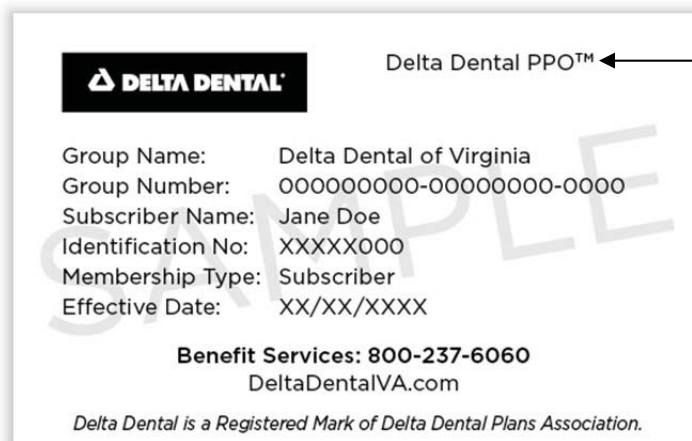 Δ DELTA DENTAL®
Delta Dental PPO™
Group Name: Delta Dental of Virginia
Group Number: 000000000-00000000-0000
Subscriber Name: Jane Doe
Identification No: XXXXX000
Membership Type: Subscriber
Effective Date: XX/XX/XXXX
SAMPLE
Benefit Services: 800-237-6060
DeltaDentalVA.com
Delta Dental is a Registered Mark of Delta Dental Plans Association.